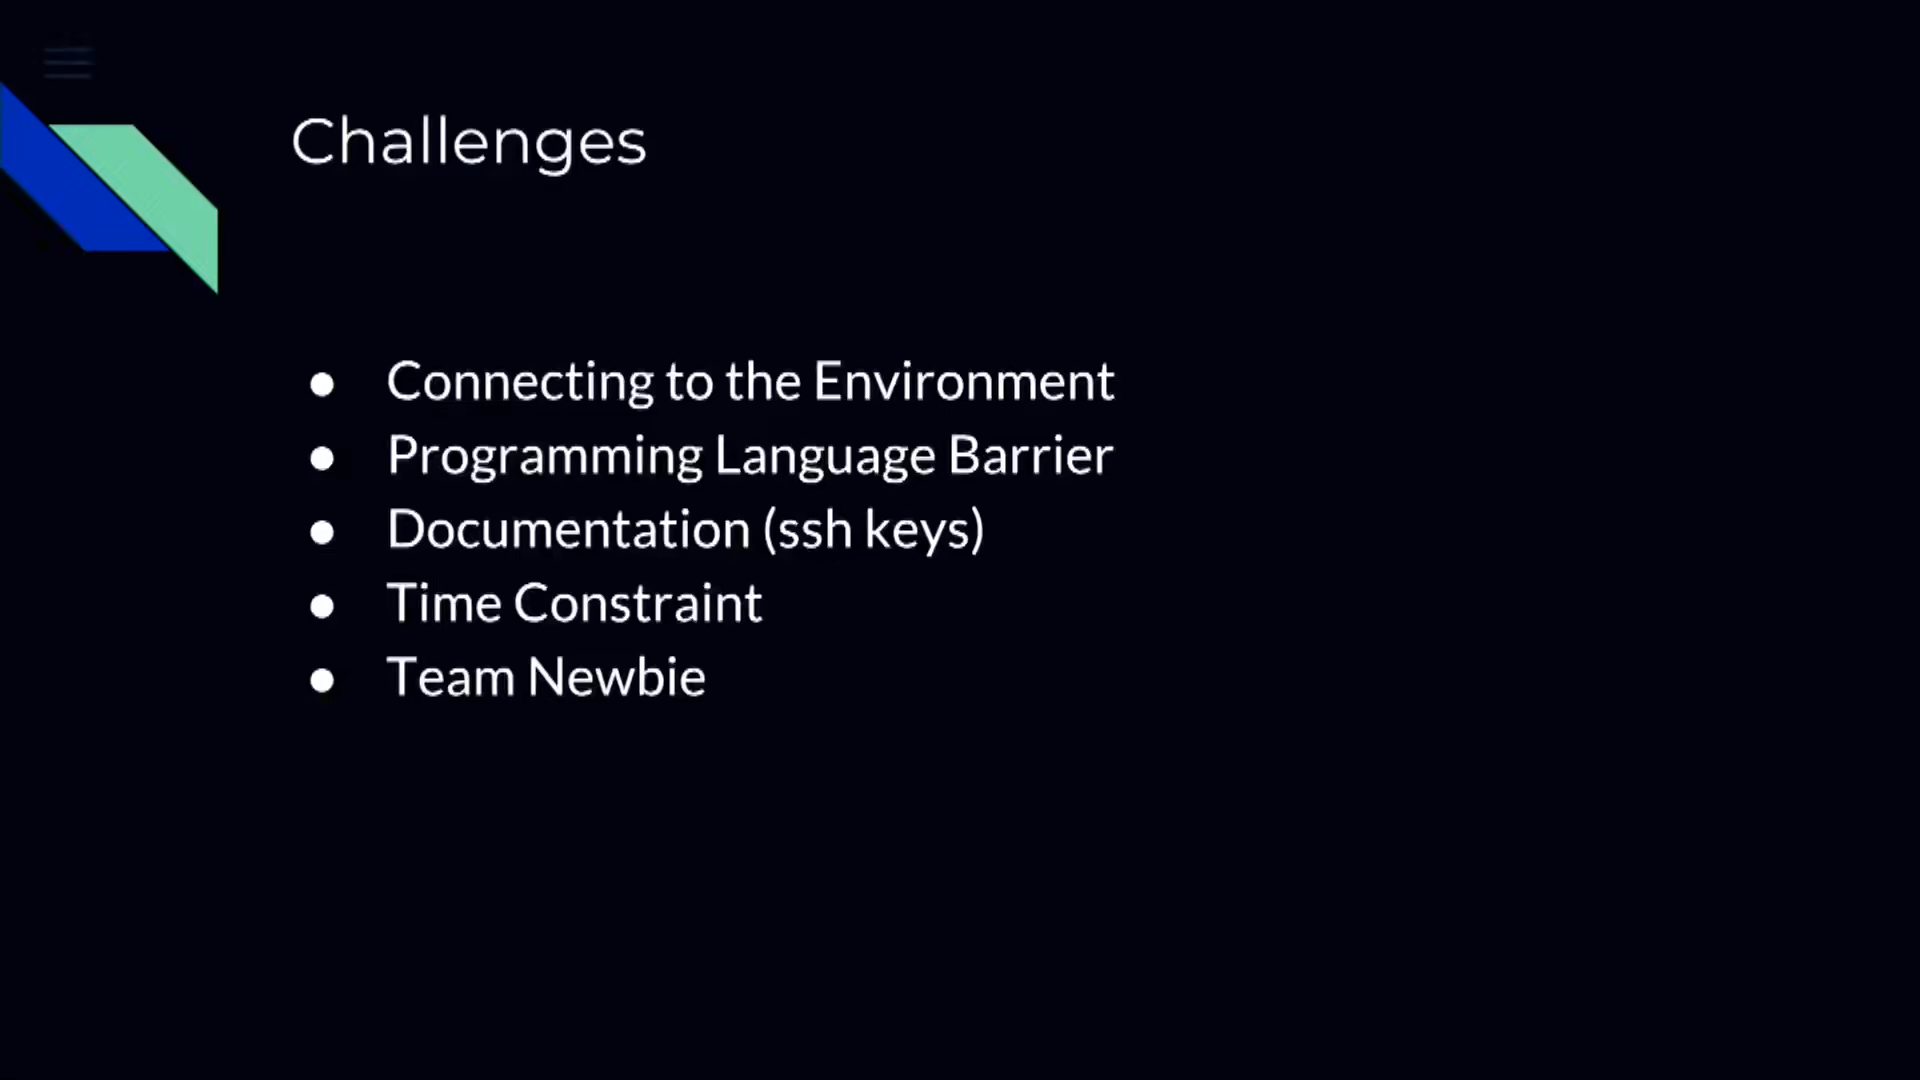 Challenges
● Connecting to the Environment
● Programming Language Barrier
● Documentation (ssh keys)
● Time Constraint
● Team Newbie